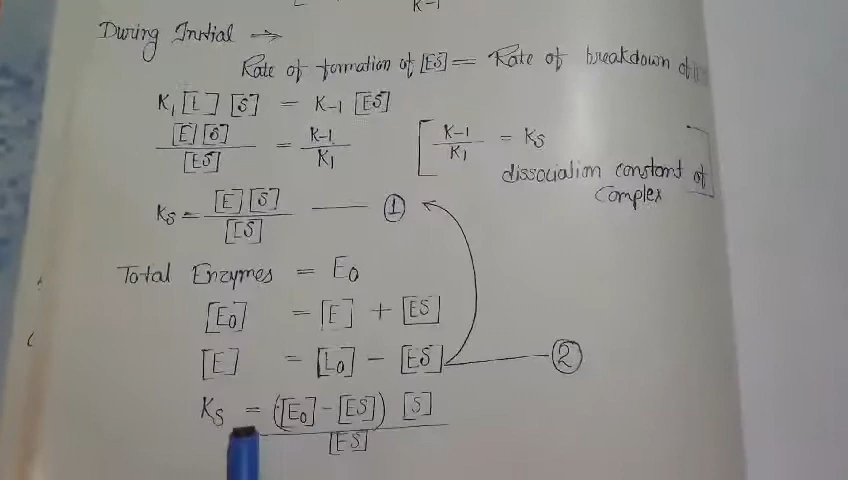 K-1
During Initial →
Rate of formation of [ES] = Rate of breakdown of
K1[E] [S] = K-1 [ES]
[E][S] / [ES] = K-1 / K1 [ K-1 / K1 = KS
dissociation constant of
Complex ]
KS = [E][S] / [ES] —— ①
Total Enzymes = E0
[E0] = [E] + [ES]
[E] = [E0] - [ES] —— ②
KS = ([E0] - [ES]) [S] / [ES]